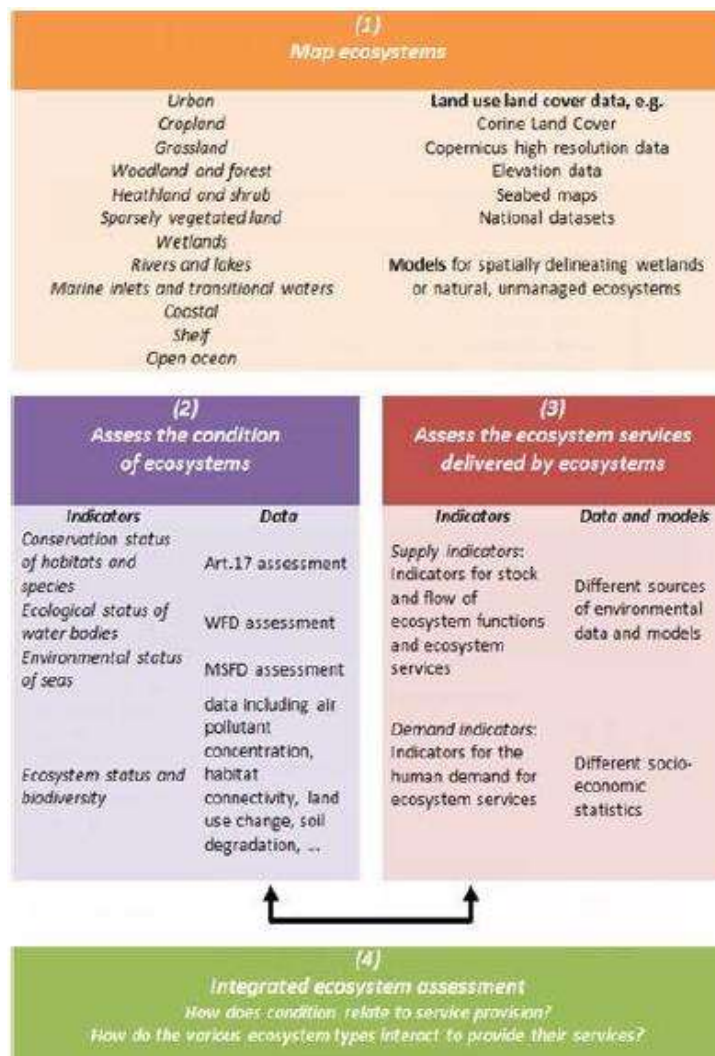 (1)
Map ecosystems
Urban
Cropland
Grassland
Woodland and forest
Heathland and shrub
Sparsely vegetated land
Wetlands
Rivers and lakes
Marine inlets and transitional waters
Coastal
Shelf
Open ocean
Land use land cover data, e.g.
Corine Land Cover
Copernicus high resolution data
Elevation data
Seabed maps
National datasets
Models for spatially delineating wetlands
or natural, unmanaged ecosystems
(2)
Assess the condition
of ecosystems
Indicators
Data
Conservation status
of habitats and
species
Art.17 assessment
Ecological status of
water bodies
WFD assessment
Environmental status
of seas
MSFD assessment
Ecosystem status and
biodiversity
data including air
pollutant
concentration,
habitat
connectivity, land
use change, soil
degradation, ...
(3)
Assess the ecosystem services
delivered by ecosystems
Indicators
Data and models
Supply indicators:
Indicators for stock
and flow of
ecosystem functions
and ecosystem
services
Different sources
of environmental
data and models
Demand indicators:
Indicators for the
human demand for
ecosystem services
Different socio-
economic
statistics
(4)
Integrated ecosystem assessment
How does condition relate to service provision?
How do the various ecosystem types interact to provide their services?